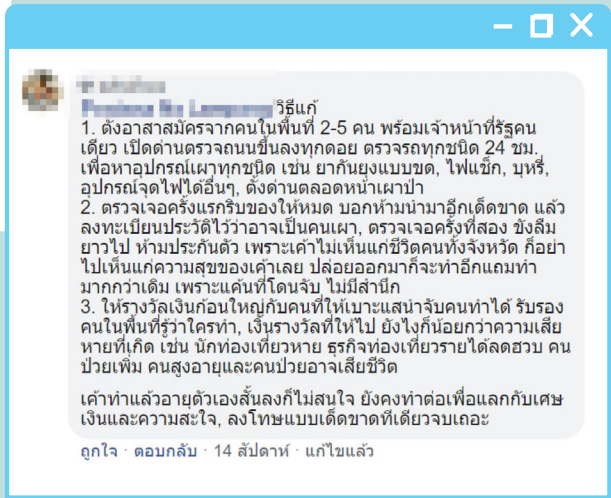 วิธีแก้
1. ตั้งอาสาสมัครจากคนในพื้นที่ 2-5 คน พร้อมเจ้าหน้าที่รัฐคน
เดียว เปิดด่านตรวจถนนขึ้นลงทุกดอย ตรวจรถทุกชนิด 24 ชม.
เพื่อหาอุปกรณ์เผาทุกชนิด เช่น ยากันยุงแบบขด, ไฟแช็ก, บุหรี่,
อุปกรณ์จุดไฟได้อื่นๆ, ตั้งด่านตลอดหน้าเผาป่า
2. ตรวจเจอครั้งแรกริบของให้หมด บอกห้ามนำมาอีกเด็ดขาด แล้ว
ลงทะเบียนประวัติไว้ว่าอาจเป็นคนเผา, ตรวจเจอครั้งที่สอง ขังลืม
ยาวไป ห้ามประกันตัว เพราะเค้าไม่เห็นแก่ชีวิตคนทั้งจังหวัด ก็อย่า
ไปเห็นแก่ความสุขของเค้าเลย ปล่อยออกมาก็จะทำอีกแถมทำ
มากกว่าเดิม เพราะแค้นที่โดนจับ ไม่มีสำนึก
3. ให้รางวัลเงินก้อนใหญ่กับคนที่ให้เบาะแสนำจับคนทำได้ รับรอง
คนในพื้นที่รู้ว่าใครทำ, เงินรางวัลที่ให้ไป ยังไงก็น้อยกว่าความเสีย
หายที่เกิด เช่น นักท่องเที่ยวหาย ธุรกิจท่องเที่ยวรายได้ลดฮวบ คน
ป่วยเพิ่ม คนสูงอายุและคนป่วยอาจเสียชีวิต
เค้าทำแล้วอายุตัวเองสั้นลงก็ไม่สนใจ ยังคงทำต่อเพื่อแลกกับเศษ
เงินและความสะใจ, ลงโทษแบบเด็ดขาดทีเดียวจบเถอะ
ถูกใจ · ตอบกลับ · 14 สัปดาห์ · แก้ไขแล้ว